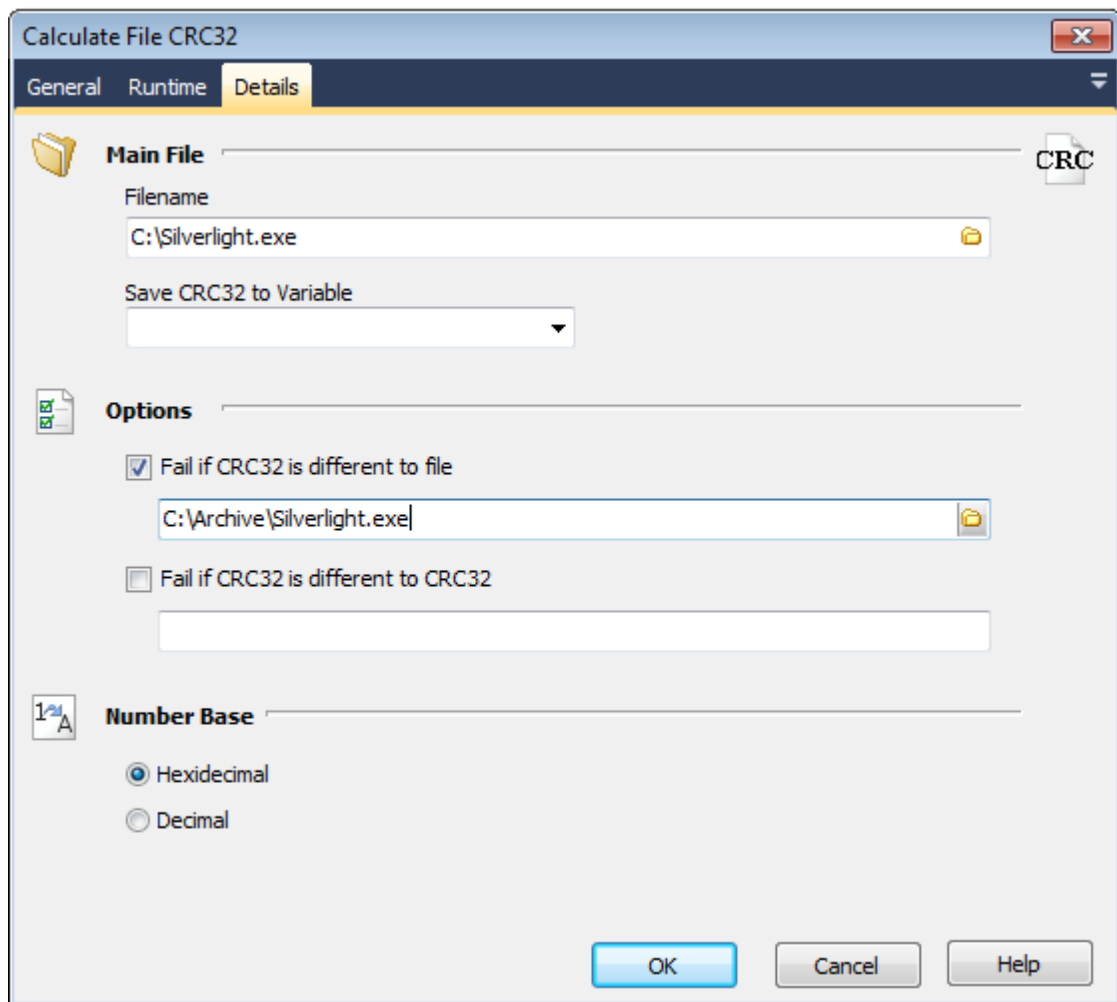 Calculate File CRC32
General Runtime Details
Main File
CRC
Filename
C:\Silverlight.exe
Save CRC32 to Variable
Options
Fail if CRC32 is different to file
C:\Archive\Silverlight.exe
Fail if CRC32 is different to CRC32
1 A
Number Base
Hexidecimal
Decimal
OK Cancel Help